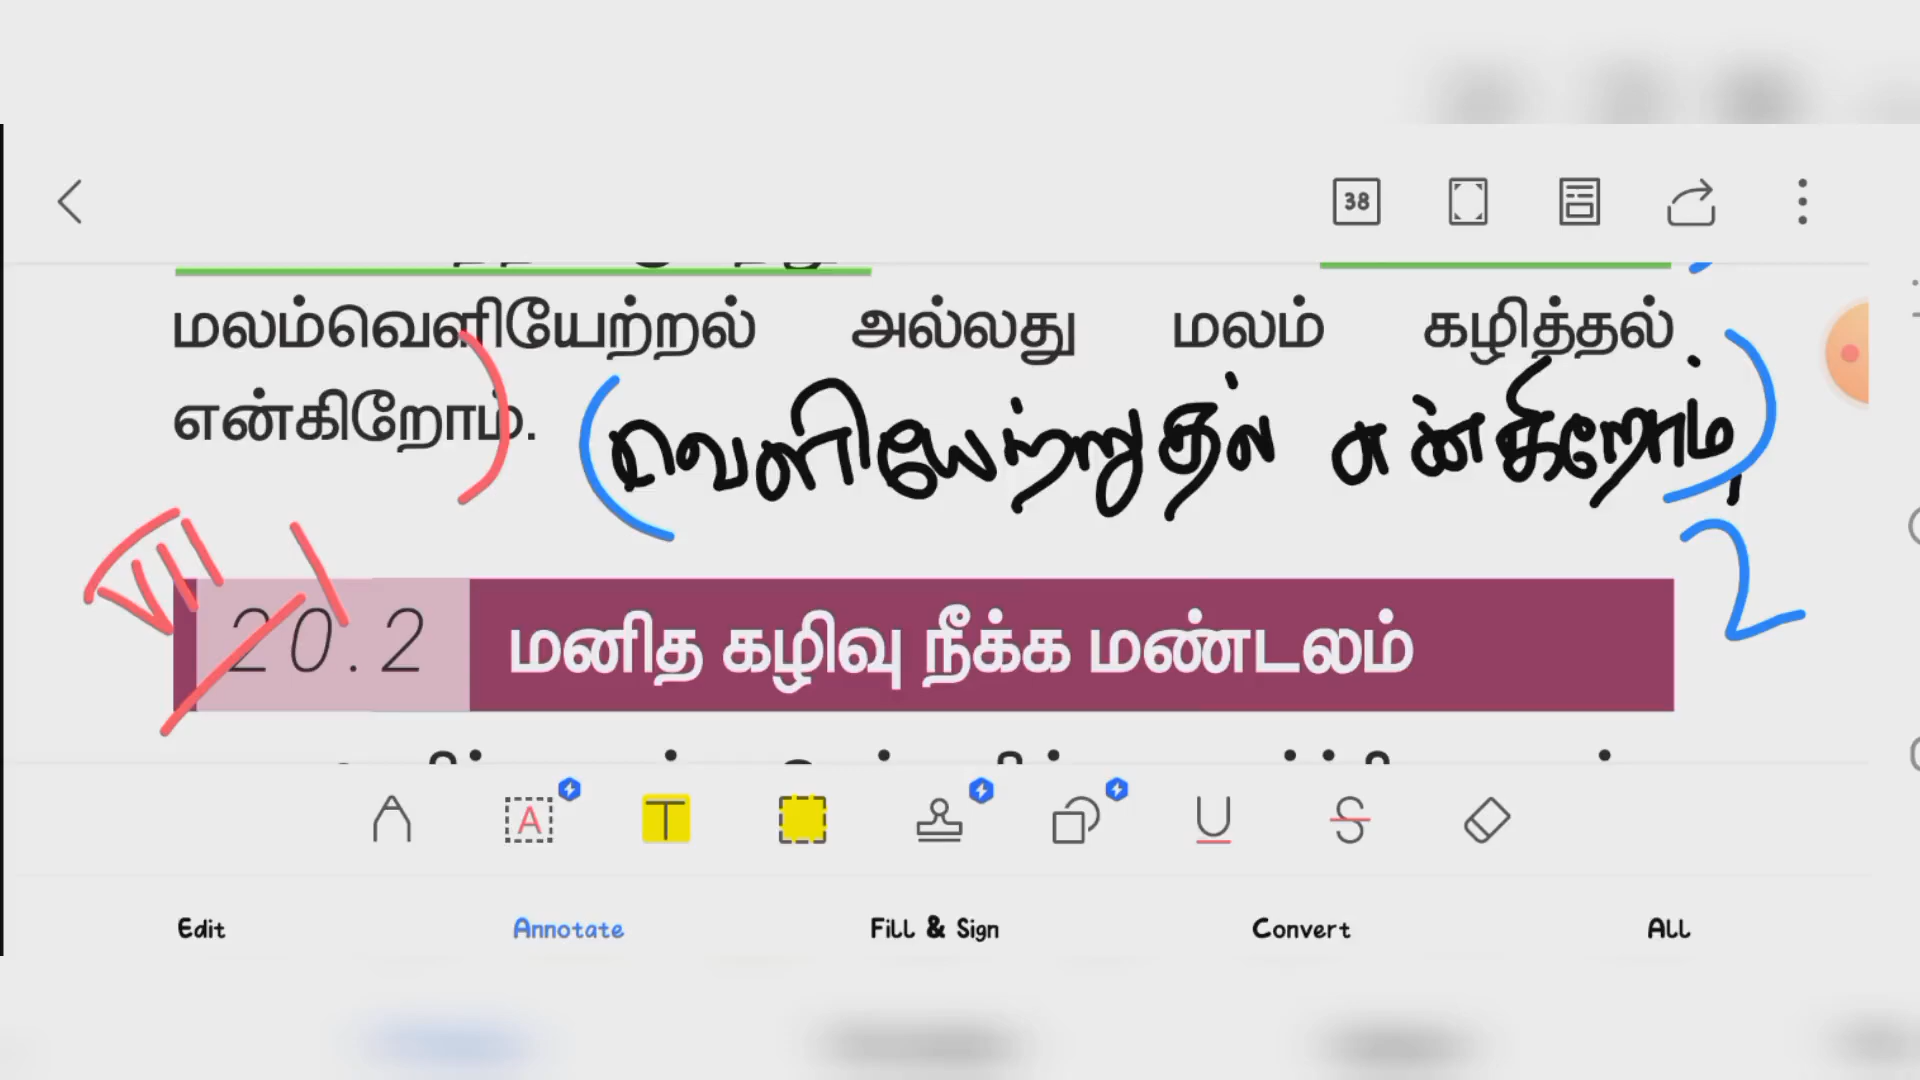 38
மலம்வெளியேற்றல் அல்லது மலம் கழித்தல்
என்கிறோம். (வெளியேற்றுதல் என்கிறோம்)
VII
2
20.2 மனித கழிவு நீக்க மண்டலம்
A T U S
Edit Annotate Fill & Sign Convert All